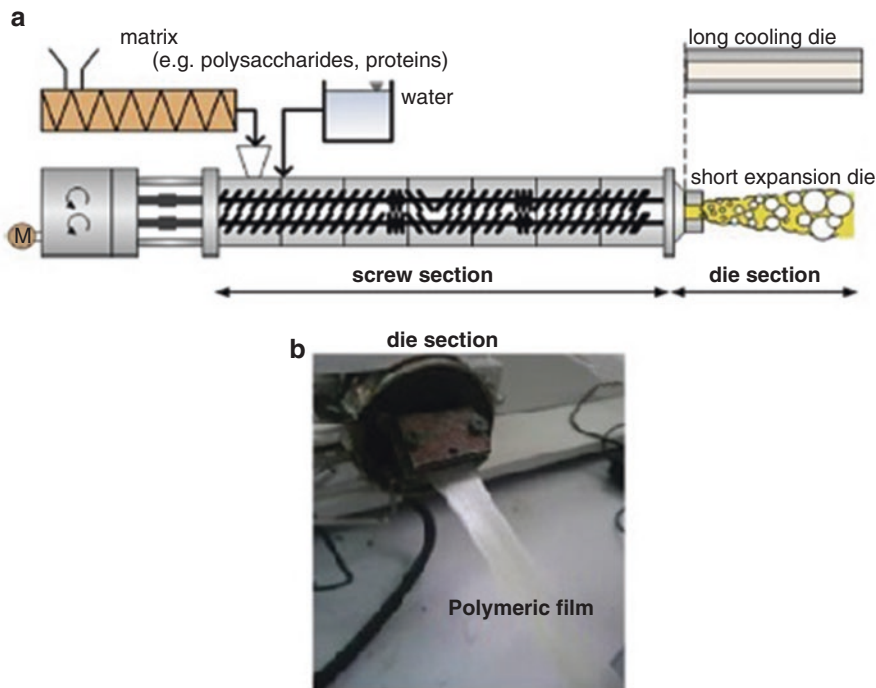 a
matrix
(e.g. polysaccharides, proteins)
water
long cooling die
short expansion die
M
screw section
die section
b
die section
Polymeric film